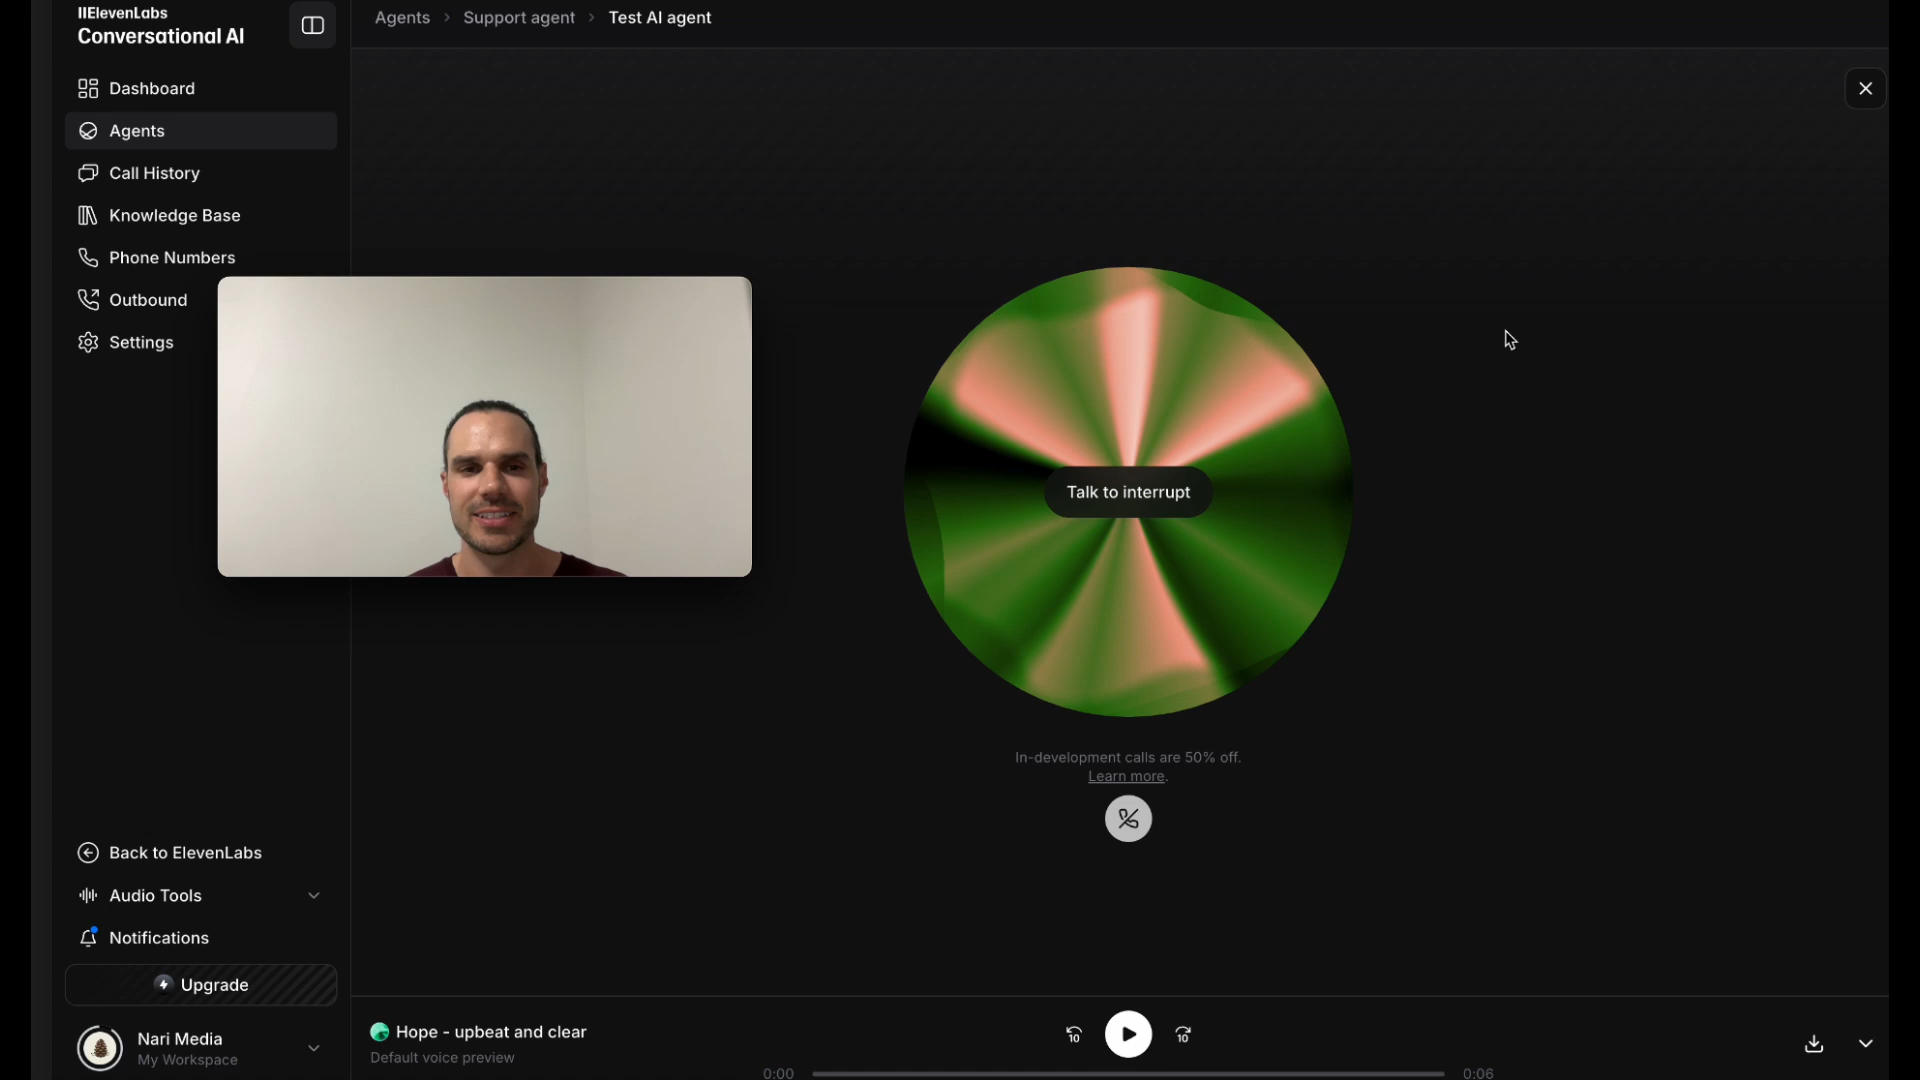 IIElevenLabs
Conversational AI
Agents > Support agent > Test AI agent
Dashboard
Agents
Call History
Knowledge Base
Phone Numbers
Outbound
Settings
Talk to interrupt
In-development calls are 50% off.
Learn more.
Back to ElevenLabs
Audio Tools
Notifications
Upgrade
Nari Media
My Workspace
Hope - upbeat and clear
Default voice preview
10
10
0:00
0:06